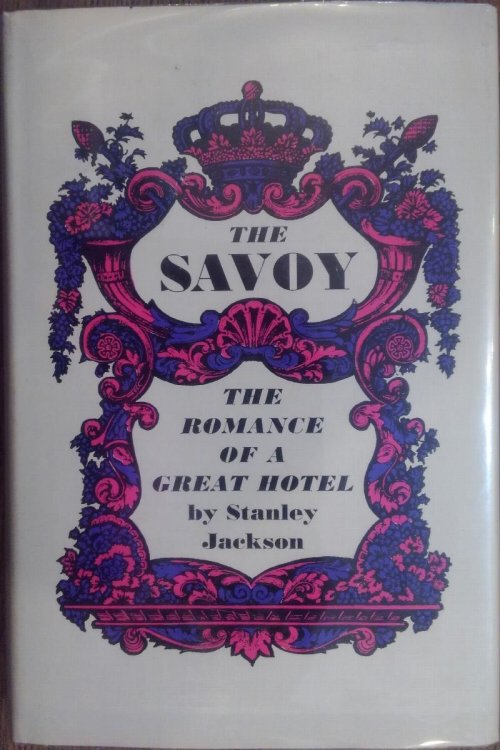 THE
SAVOY
THE
ROMANCE
OF A
GREAT HOTEL
by Stanley
Jackson